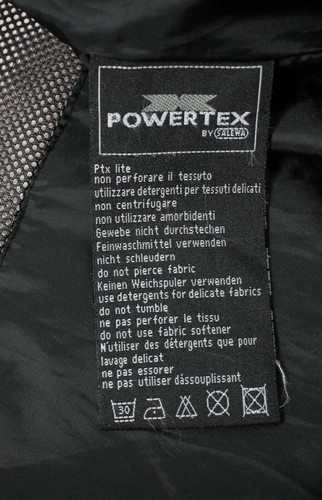 POWERTEX
BY SALEWA
Ptx lite
non perforare il tessuto
utilizzare detergenti per tessuti delicati
non centrifugare
non utilizzare amorbidenti
Gewebe nicht durchstechen
Feinwaschmittel verwenden
nicht schleudern
do not pierce fabric
Keinen Weichspuler verwenden
use detergents for delicate fabrics
do not tumble
ne pas perforer le tissu
do not use fabric softener
N'utiliser des détergents que pour
lavage delicat
ne pas essorer
ne pas utiliser dássouplissant
30